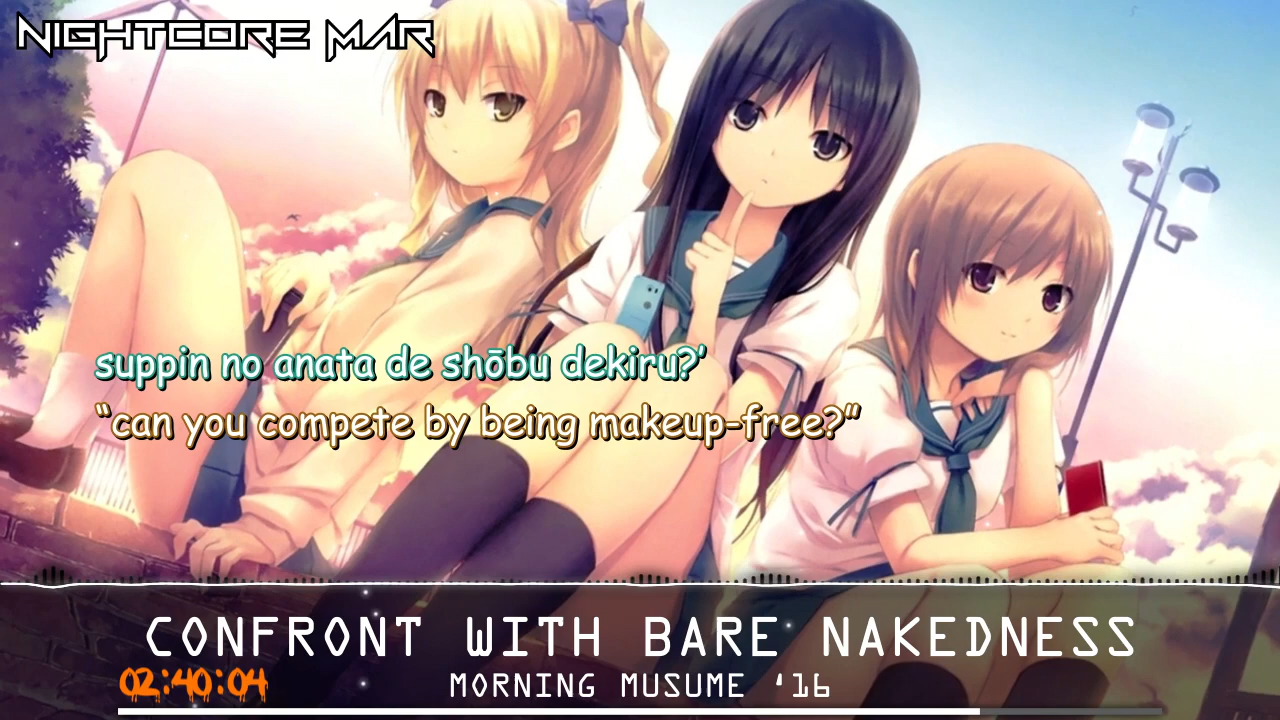 NIGHTCORE MAR
suppin no anata de shōbu dekiru?’
“can you compete by being makeup-free?”
CONFRONT WITH BARE NAKEDNESS
02:40:04
MORNING MUSUME ‘16